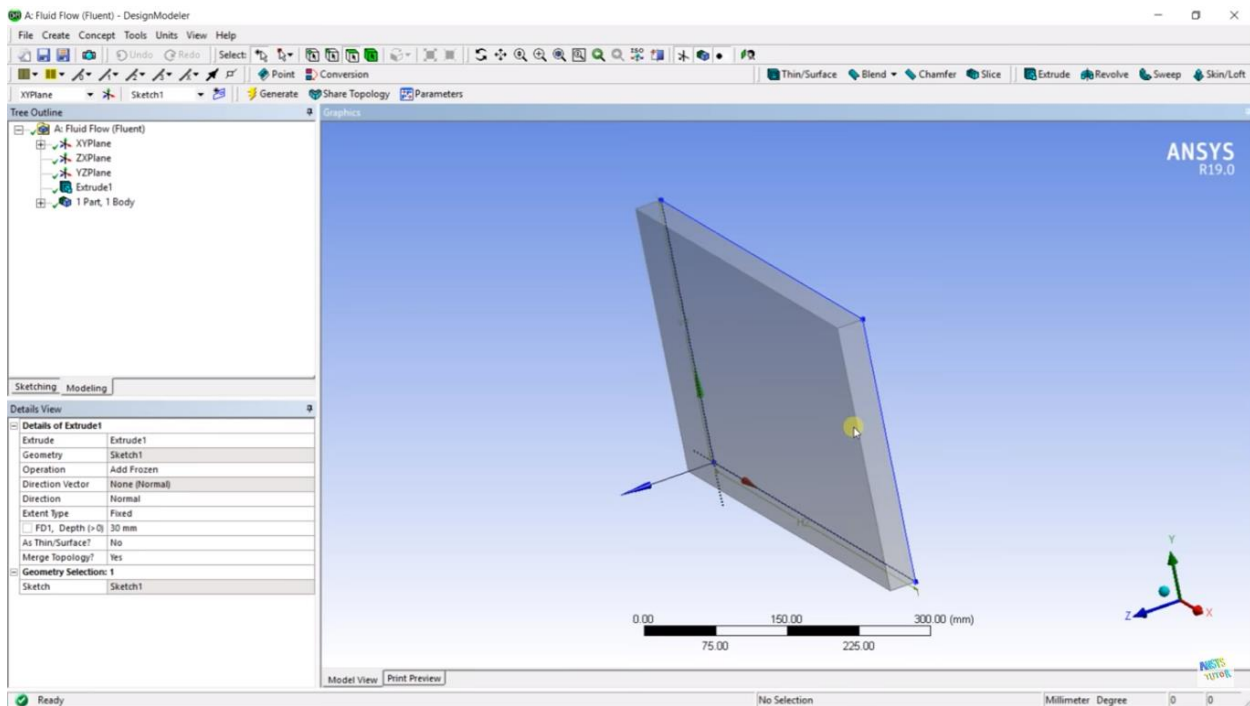 A: Fluid Flow (Fluent) - DesignModeler
File Create Concept Tools Units View Help
Undo Redo Select:
Point Conversion Thin/Surface Blend Chamfer Slice Extrude Revolve Sweep Skin/Loft
XYPlane Sketch1 Generate Share Topology Parameters
Tree Outline
A: Fluid Flow (Fluent)
XYPlane
ZXPlane
YZPlane
Extrude1
1 Part, 1 Body
Sketching Modeling
Details View
Details of Extrude1
Extrude Extrude1
Geometry Sketch1
Operation Add Frozen
Direction Vector None (Normal)
Direction Normal
Extent Type Fixed
FD1, Depth (>0) 30 mm
As Thin/Surface? No
Merge Topology? Yes
Geometry Selection: 1
Sketch Sketch1
Graphics
ANSYS
R19.0
0.00 150.00 300.00 (mm)
75.00 225.00
Y
Z X
ANSYS
TUTOR
Model View Print Preview
Ready No Selection Millimeter Degree 0 0